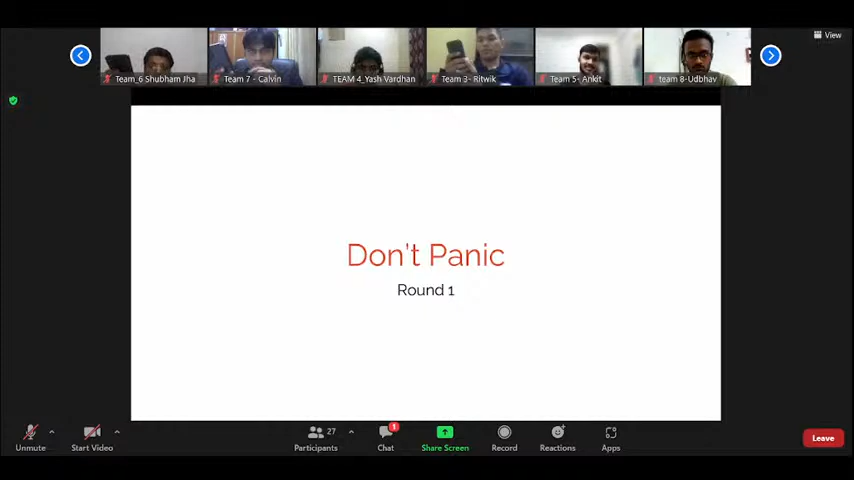 View
Team_6 Shubham Jha
Team 7 - Calvin
TEAM 4_Yash Vardhan
Team 3- Ritwik
Team 5- Ankit
team 8-Udbhav
Don't Panic
Round 1
Unmute
Start Video
27
Participants
1
Chat
Share Screen
Record
Reactions
Apps
Leave